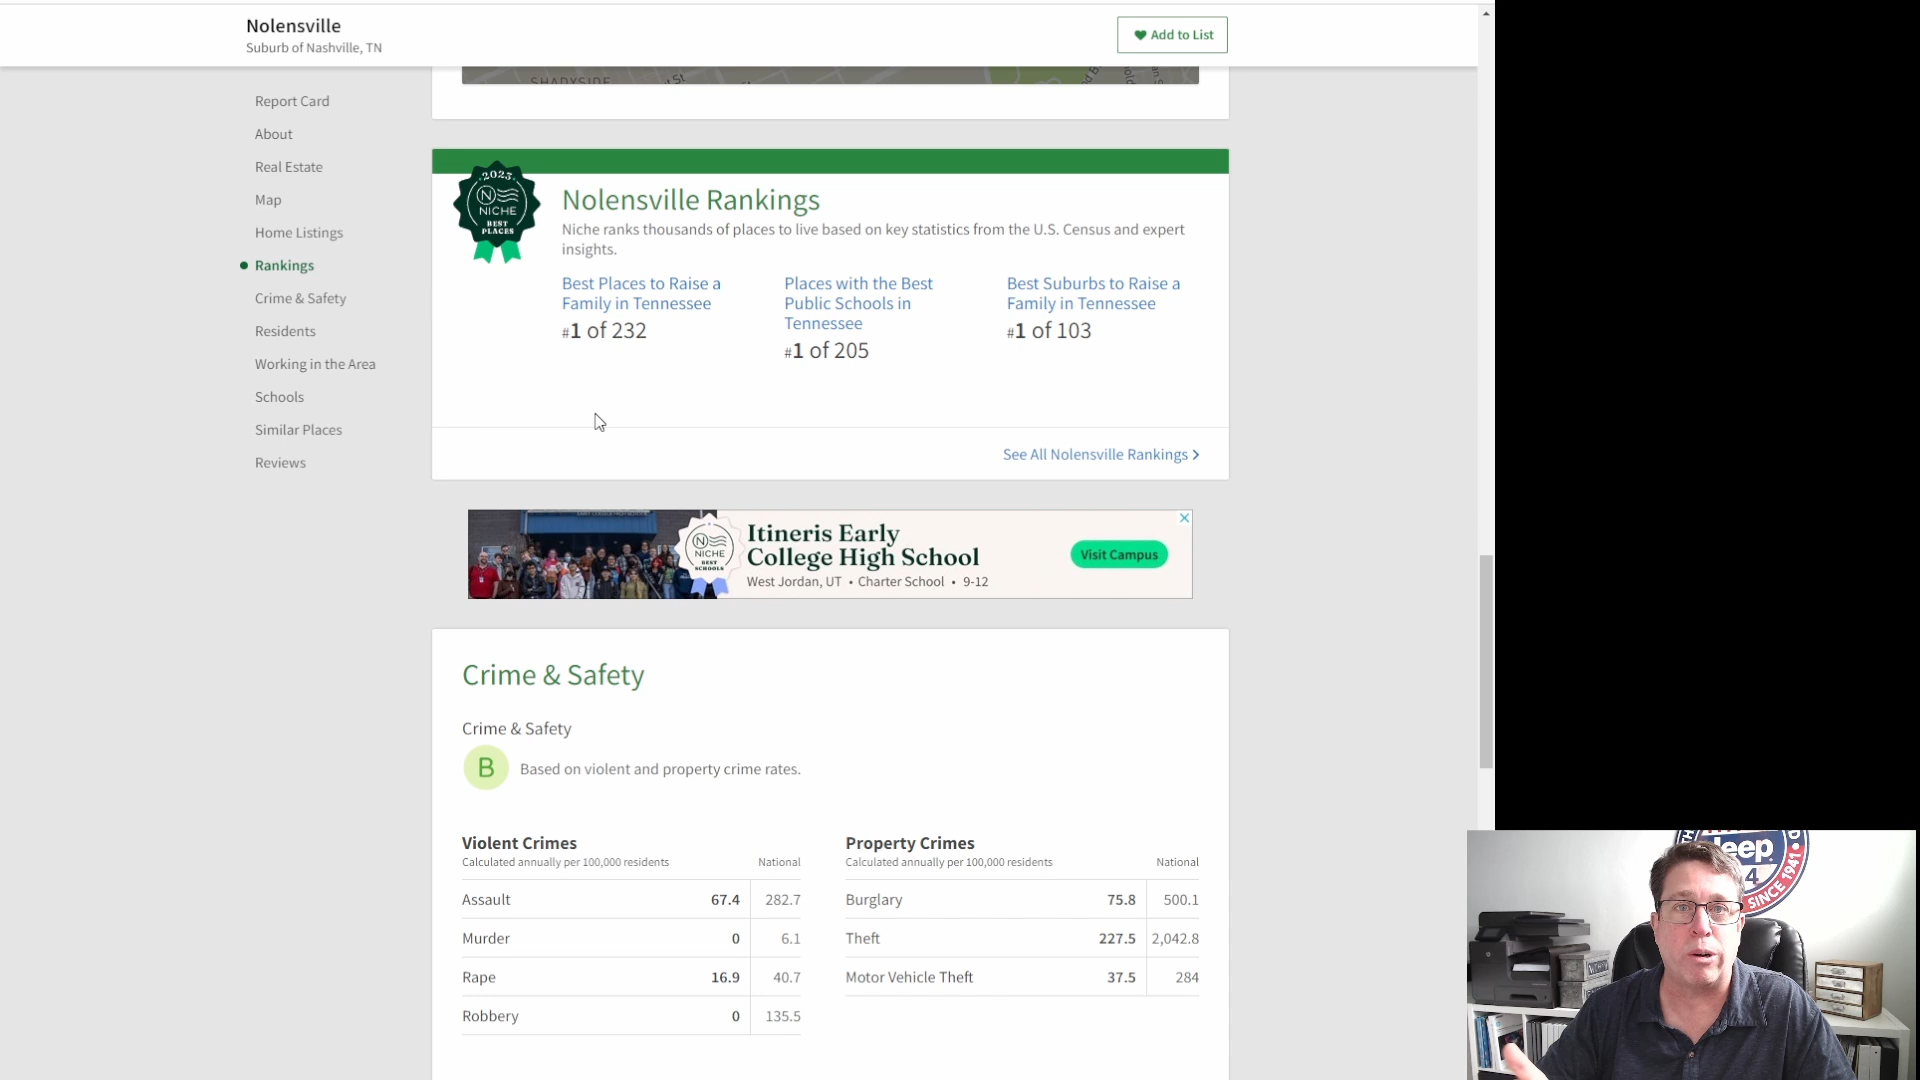 Nolensville
Suburb of Nashville, TN
Add to List
Report Card
About
Real Estate
Map
Home Listings
Rankings
Crime & Safety
Residents
Working in the Area
Schools
Similar Places
Reviews
SHADYSIDE
St
2023
NICHE
BEST
PLACES
Nolensville Rankings
Niche ranks thousands of places to live based on key statistics from the U.S. Census and expert
insights.
Best Places to Raise a
Family in Tennessee
#1 of 232
Places with the Best
Public Schools in
Tennessee
#1 of 205
Best Suburbs to Raise a
Family in Tennessee
#1 of 103
See All Nolensville Rankings >
NICHE
BEST
SCHOOLS
Itineris Early
College High School
West Jordan, UT • Charter School • 9-12
Visit Campus
Crime & Safety
Crime & Safety
B Based on violent and property crime rates.
Violent Crimes
Calculated annually per 100,000 residents National
Assault 67.4 282.7
Murder 0 6.1
Rape 16.9 40.7
Robbery 0 135.5
Property Crimes
Calculated annually per 100,000 residents National
Burglary 75.8 500.1
Theft 227.5 2,042.8
Motor Vehicle Theft 37.5 284
Jeep
4
SINCE 1941